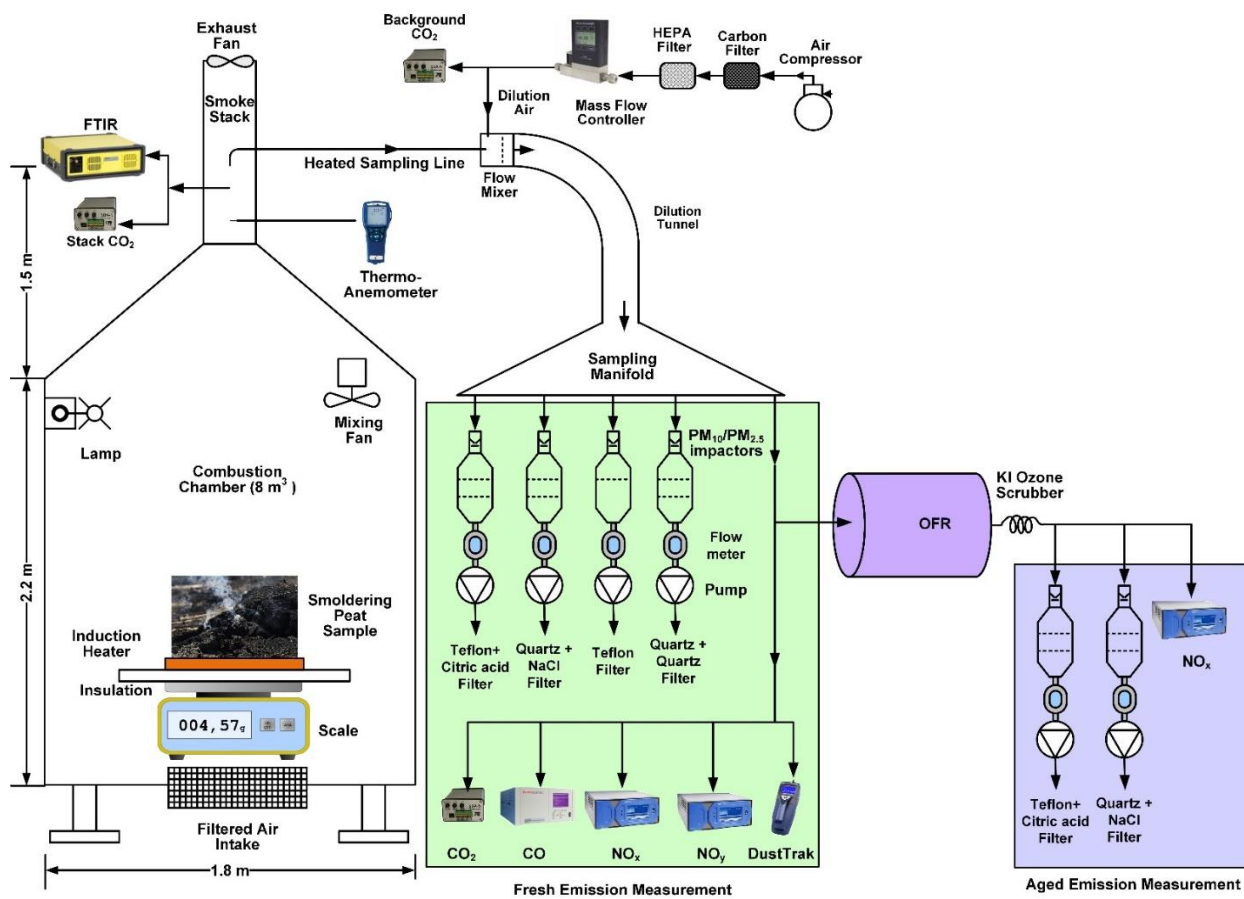 Exhaust
Fan
Smoke
Stack
FTIR
Stack CO₂
1.5 m
Thermo-
Anemometer
Heated Sampling Line
Background
CO₂
Dilution
Air
Mass Flow
Controller
HEPA
Filter
Carbon
Filter
Air
Compressor
Flow
Mixer
Dilution
Tunnel
Sampling
Manifold
Lamp
Mixing
Fan
Combustion
Chamber (8 m³ )
2.2 m
Smoldering
Peat
Sample
Induction
Heater
Insulation
004,57g
Scale
Filtered Air
Intake
1.8 m
PM₁₀/PM₂.₅
impactors
Flow
meter
Pump
Teflon+
Citric acid
Filter
Quartz +
NaCl
Filter
Teflon
Filter
Quartz +
Quartz
Filter
CO₂
CO
NOₓ
NOᵧ
DustTrak
Fresh Emission Measurement
OFR
KI Ozone
Scrubber
NOₓ
Teflon+
Citric acid
Filter
Quartz +
NaCl
Filter
Aged Emission Measurement